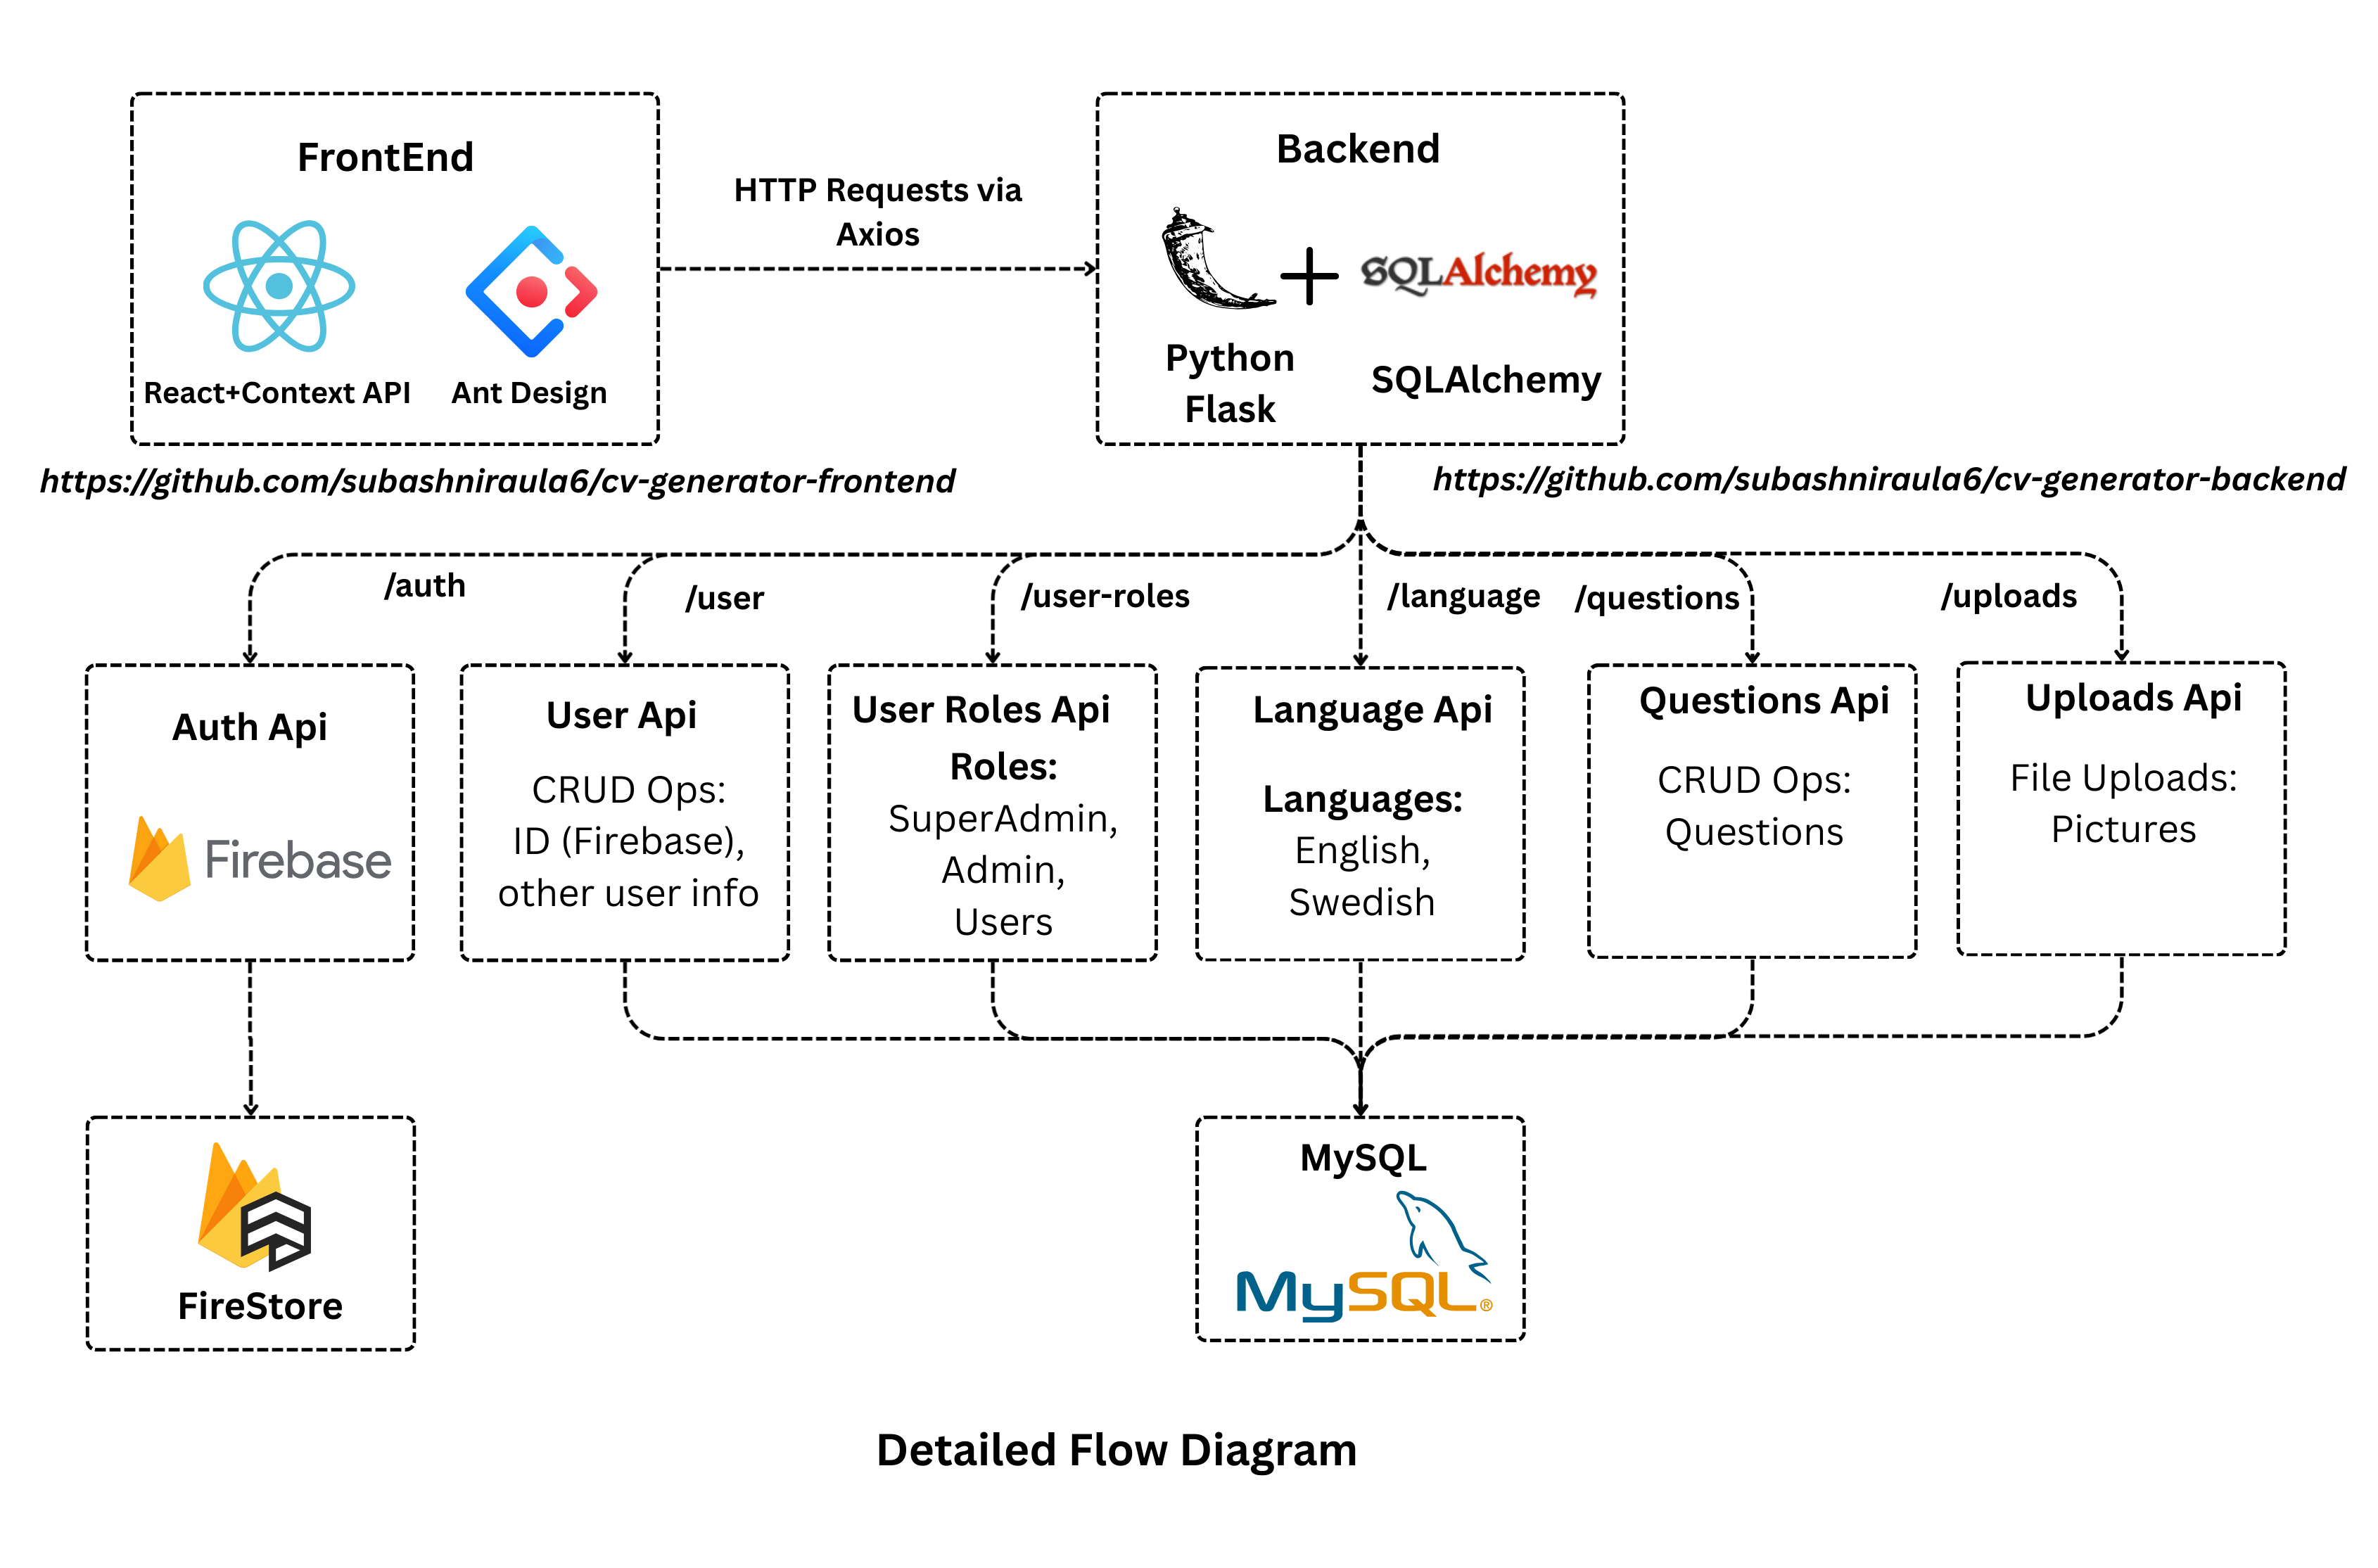 FrontEnd
React+Context API
Ant Design
HTTP Requests via
Axios
Backend
SQLAlchemy
Python
Flask
SQLAlchemy
https://github.com/subashniraula6/cv-generator-frontend
https://github.com/subashniraula6/cv-generator-backend
/auth
/user
/user-roles
/language
/questions
/uploads
Auth Api
Firebase
User Api
CRUD Ops:
ID (Firebase),
other user info
User Roles Api
Roles:
SuperAdmin,
Admin,
Users
Language Api
Languages:
English,
Swedish
Questions Api
CRUD Ops:
Questions
Uploads Api
File Uploads:
Pictures
FireStore
MySQL
MySQL®
Detailed Flow Diagram